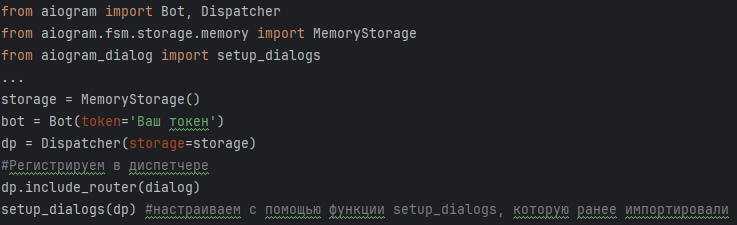 from aiogram import Bot, Dispatcher
from aiogram.fsm.storage.memory import MemoryStorage
from aiogram_dialog import setup_dialogs
...
storage = MemoryStorage()
bot = Bot(token='Ваш токен')
dp = Dispatcher(storage=storage)
#Регистрируем в диспетчере
dp.include_router(dialog)
setup_dialogs(dp) #настраиваем с помощью функции setup_dialogs, которую ранее импортировали